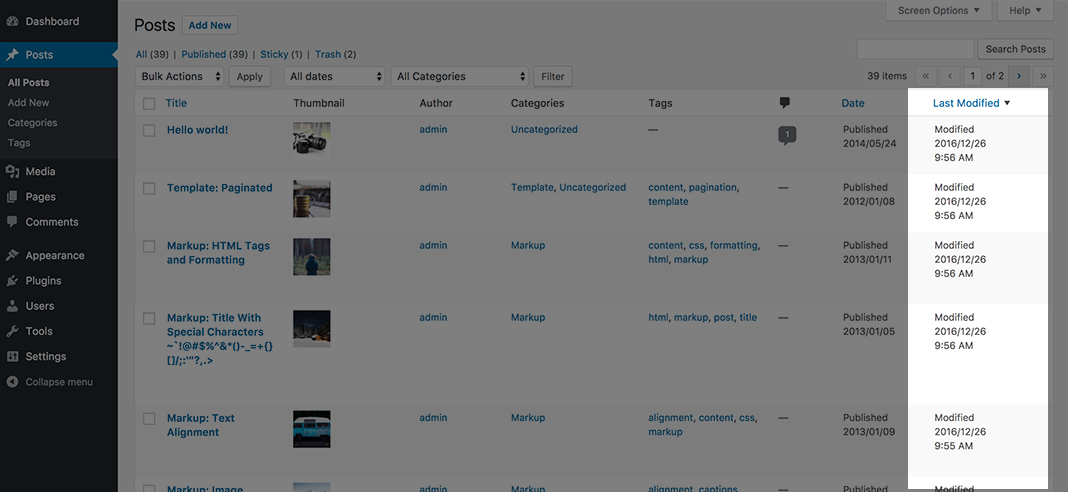 Dashboard
Posts
All Posts
Add New
Categories
Tags
Media
Pages
Comments
Appearance
Plugins
Users
Tools
Settings
Collapse menu
Screen Options ▼
Help ▼
Posts Add New
All (39) | Published (39) | Sticky (1) | Trash (2)
Search Posts
Bulk Actions Apply All dates All Categories Filter
39 items « ‹ 1 of 2 › »
Title Thumbnail Author Categories Tags Date Last Modified ▼
Hello world! admin Uncategorized — 1 Published Modified
2014/05/24 2016/12/26
9:56 AM
Template: Paginated admin Template, Uncategorized content, pagination, — Published Modified
template 2012/01/08 2016/12/26
9:56 AM
Markup: HTML Tags admin Markup content, css, formatting, — Published Modified
and Formatting html, markup 2013/01/11 2016/12/26
9:56 AM
Markup: Title With admin Markup html, markup, post, title — Published Modified
Special Characters 2013/01/05 2016/12/26
~`!@#$%^&*()-_=+{} 9:56 AM
[]/;:'"?,.>
Markup: Text admin Markup alignment, content, css, — Published Modified
Alignment markup 2013/01/09 2016/12/26
9:55 AM
Markup: Image admin Markup alignment, captions, — Published Modified